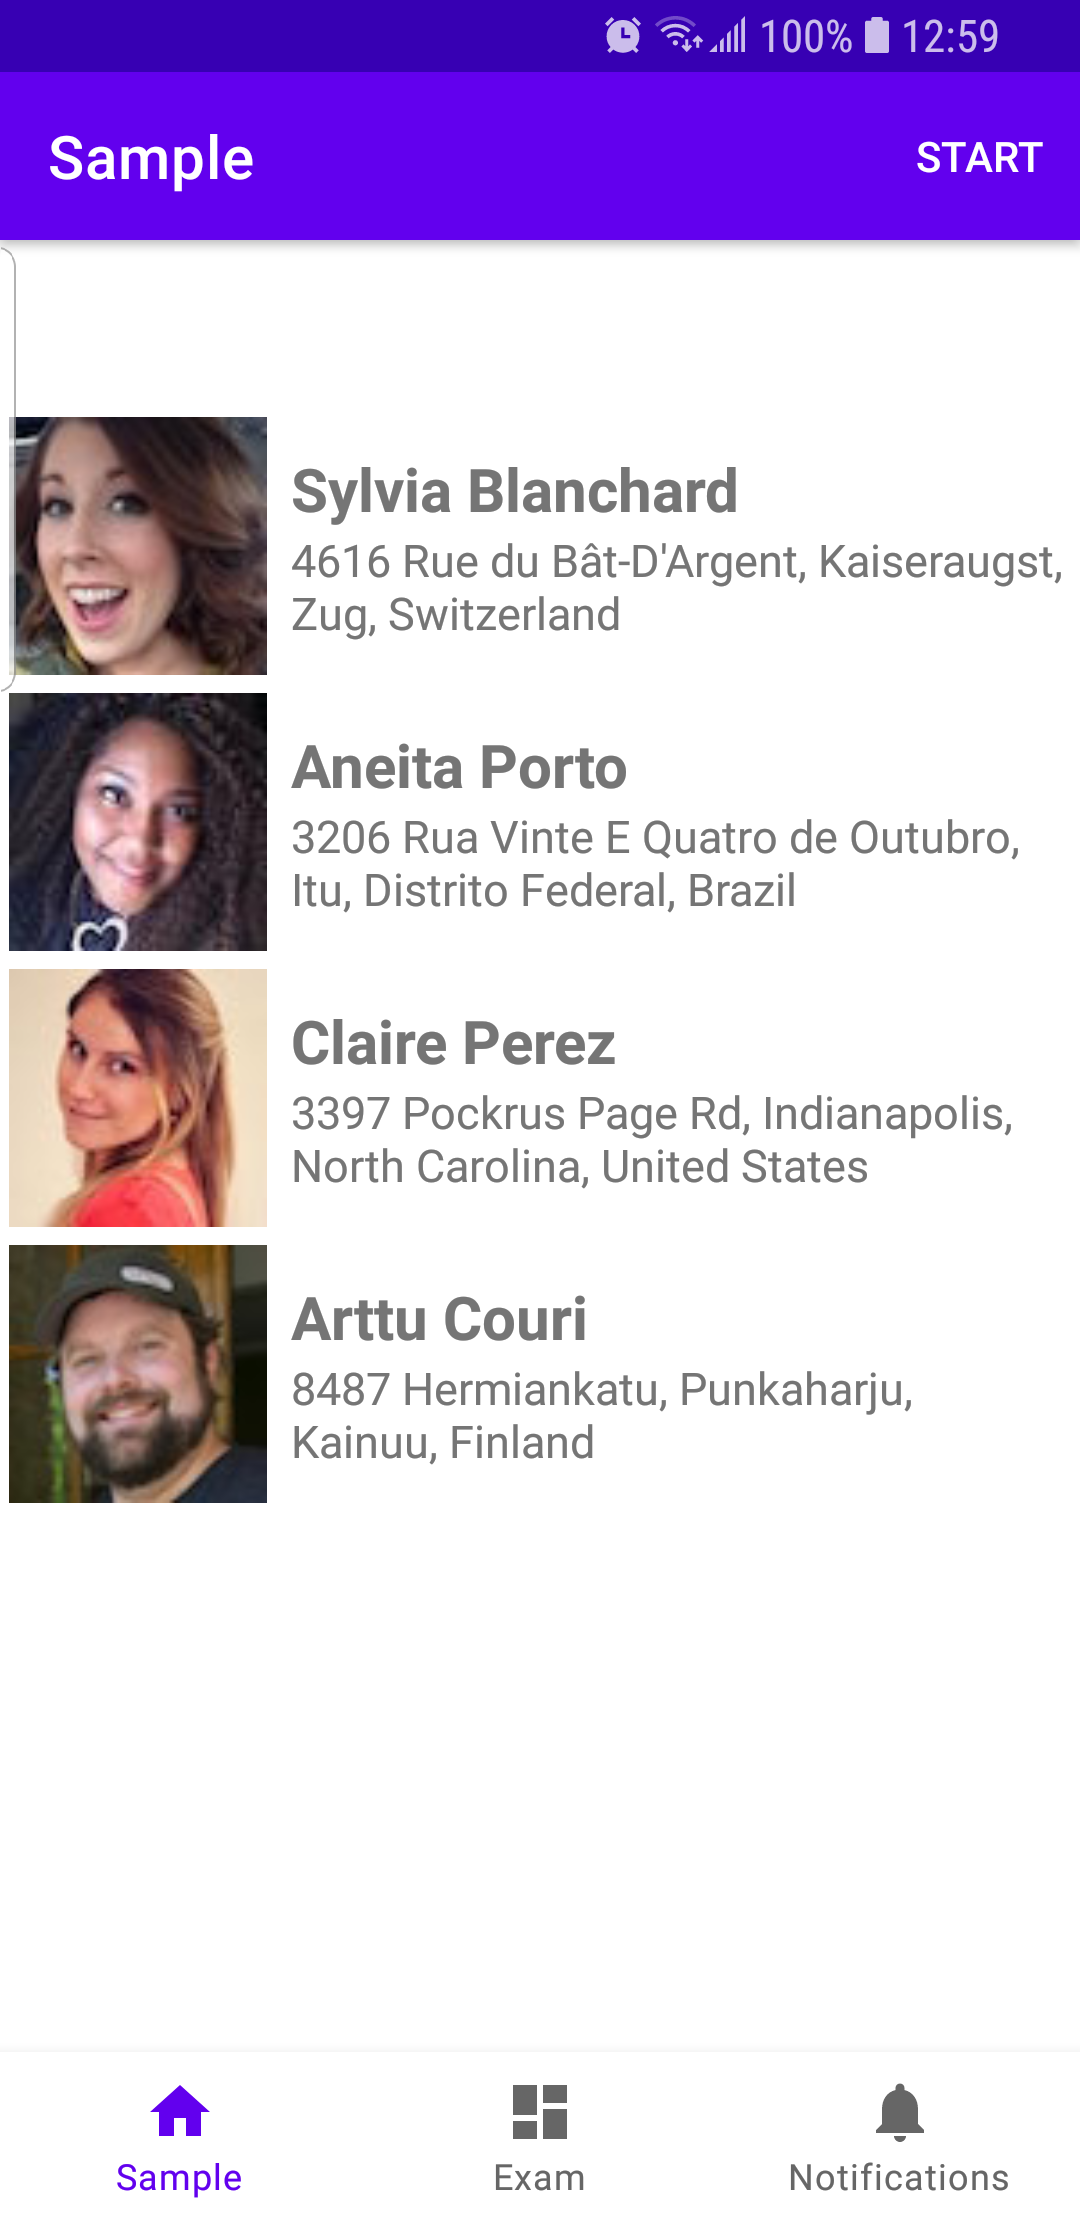 100% 12:59
Sample START
Sylvia Blanchard
4616 Rue du Bât-D'Argent, Kaiseraugst,
Zug, Switzerland
Aneita Porto
3206 Rua Vinte E Quatro de Outubro,
Itu, Distrito Federal, Brazil
Claire Perez
3397 Pockrus Page Rd, Indianapolis,
North Carolina, United States
Arttu Couri
8487 Hermiankatu, Punkaharju,
Kainuu, Finland
Sample Exam Notifications